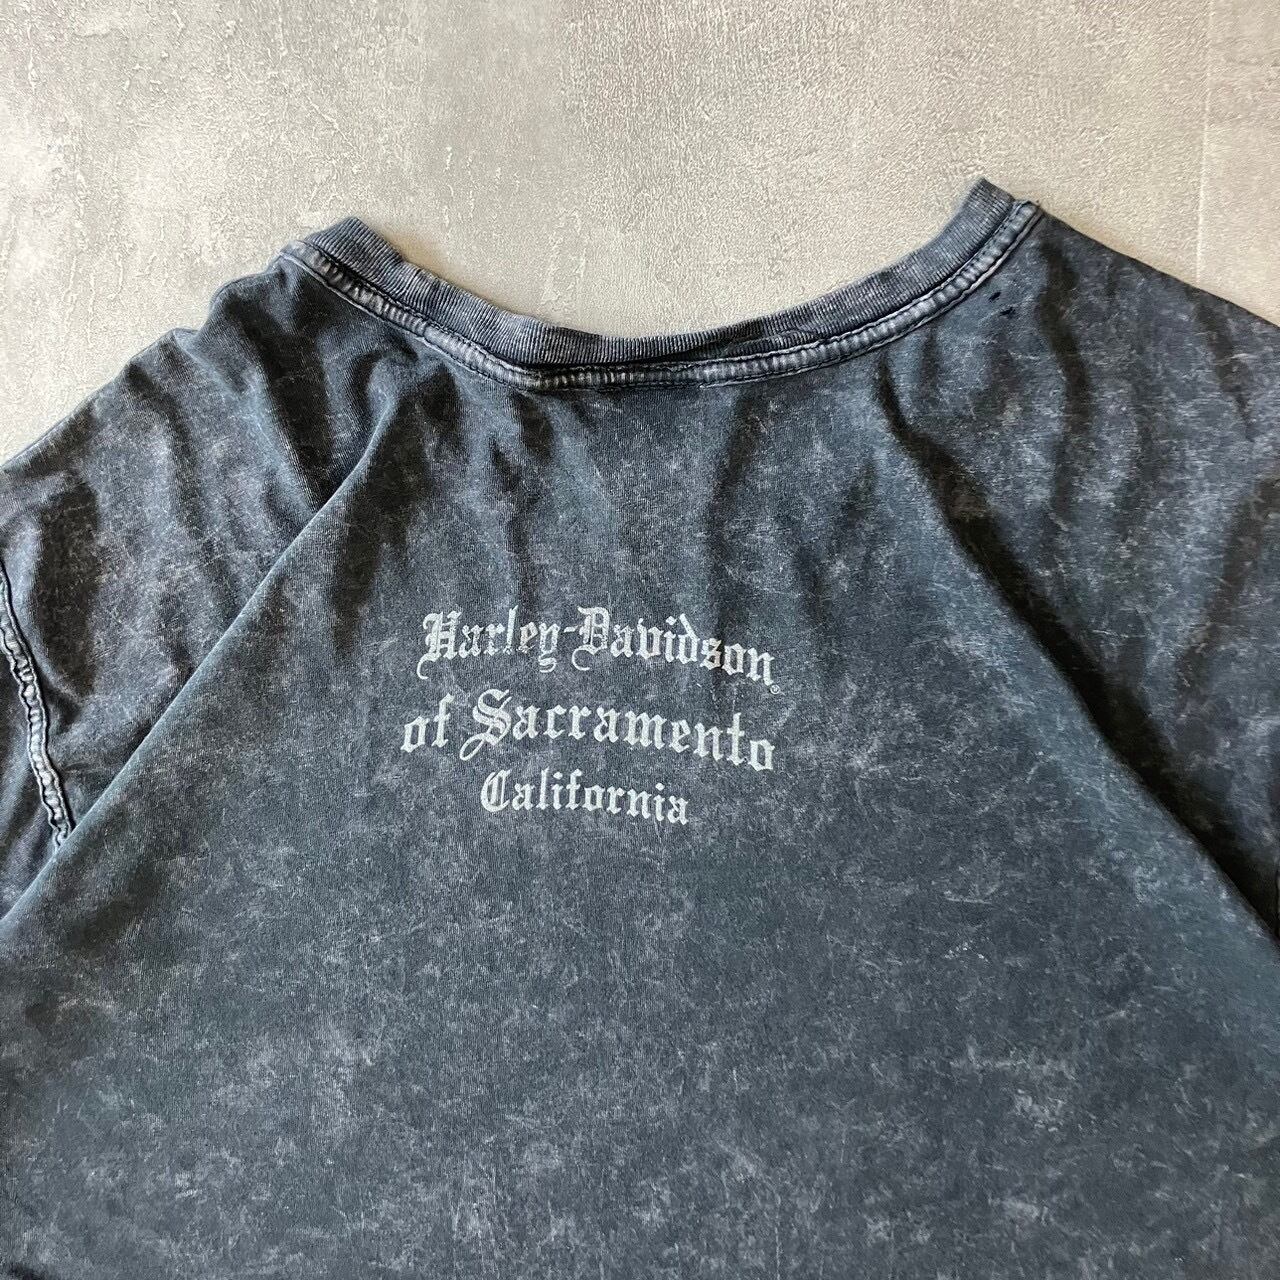 Harley-Davidson®
of Sacramento
California